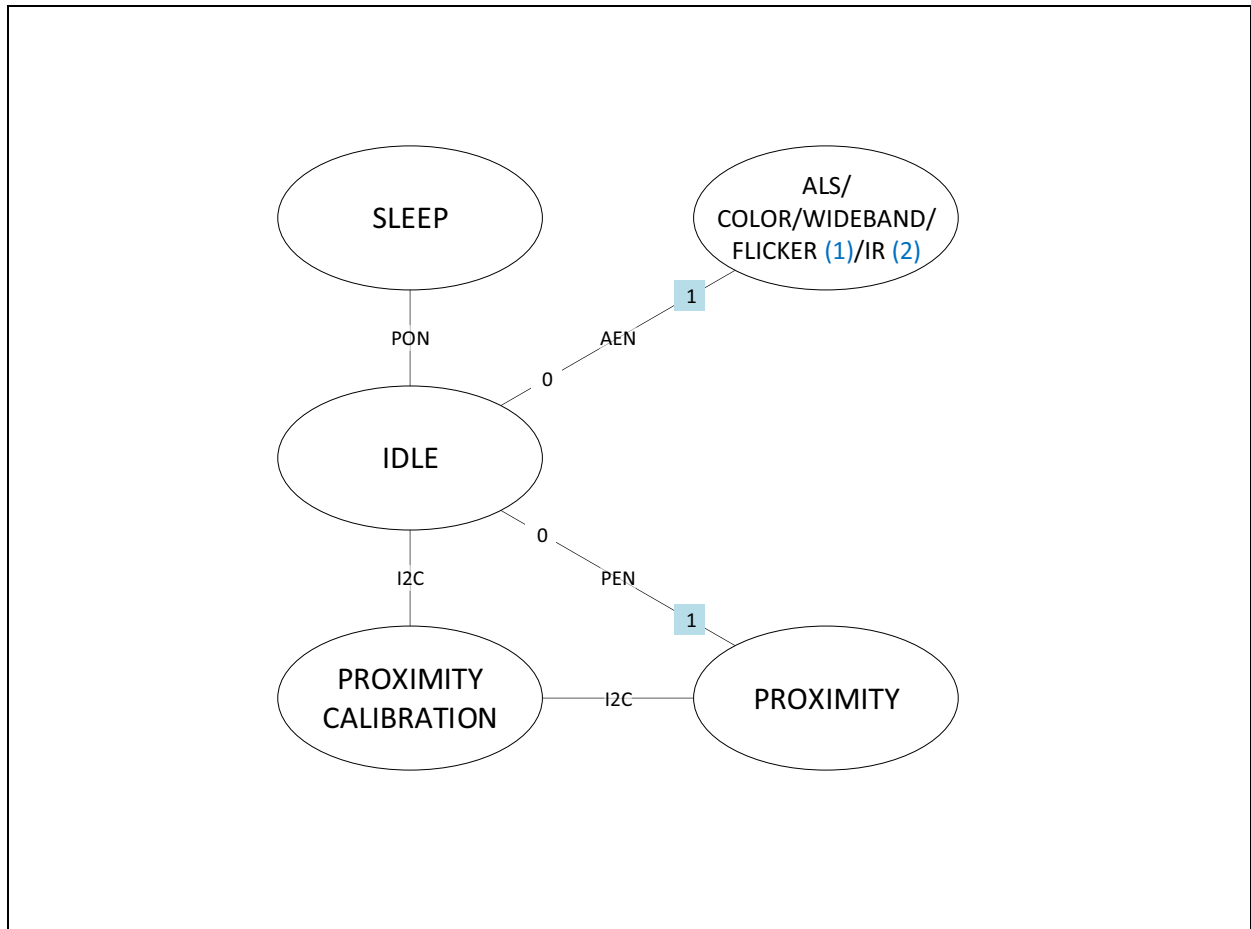 SLEEP
ALS/
COLOR/WIDEBAND/
FLICKER (1)/IR (2)
1
PON
AEN
0
IDLE
0
I2C
PEN
1
PROXIMITY
CALIBRATION
I2C
PROXIMITY